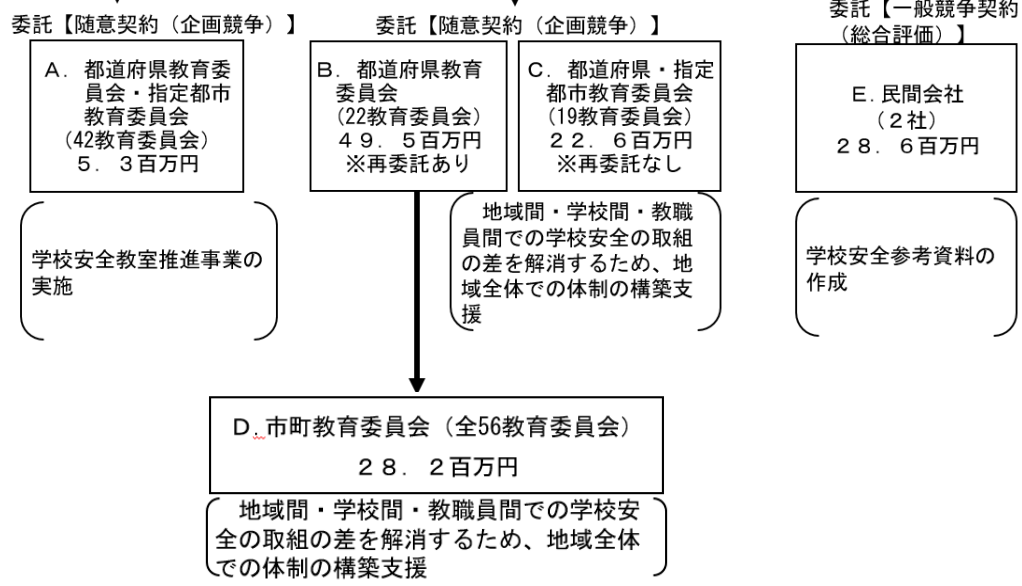 委託【随意契約（企画競争）】
A．都道府県教育委
員会・指定都市
教育委員会
（42教育委員会）
５．３百万円
学校安全教室推進事業の
実施
委託【随意契約（企画競争）】
B．都道府県教育
委員会
（22教育委員会）
４９．５百万円
※再委託あり
C．都道府県・指定
都市教育委員会
（19教育委員会）
２２．６百万円
※再委託なし
地域間・学校間・教職
員間での学校安全の取組
の差を解消するため、地
域全体での体制の構築支
援
委託【一般競争契約
（総合評価）】
E．民間会社
（２社）
２８．６百万円
学校安全参考資料の
作成
D．市町教育委員会（全56教育委員会）
２８．２百万円
地域間・学校間・教職員間での学校安
全の取組の差を解消するため、地域全体
での体制の構築支援